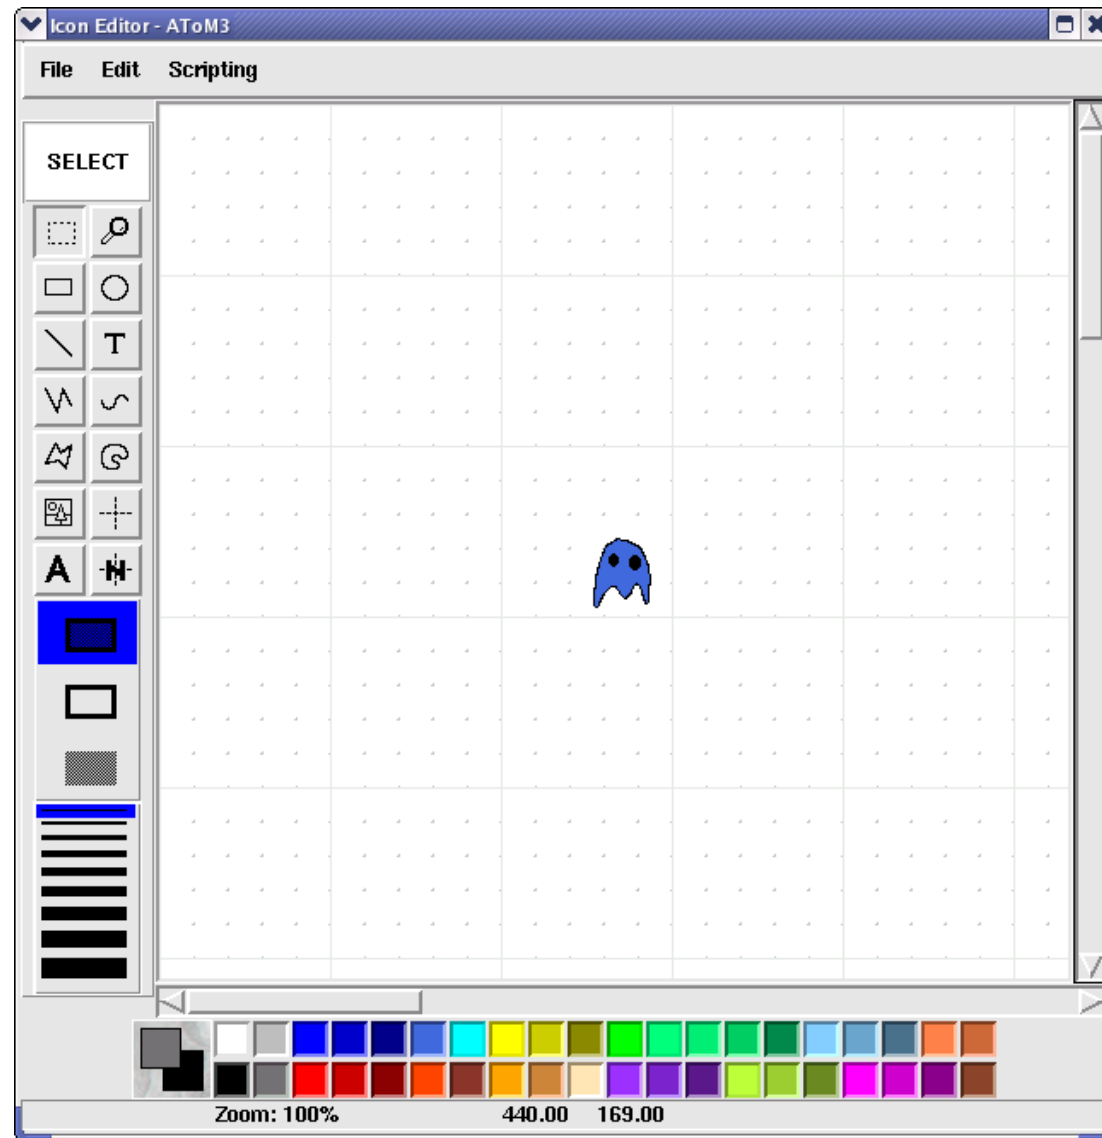 Icon Editor - AToM3
File Edit Scripting
SELECT
T
A N
Zoom: 100% 440.00 169.00